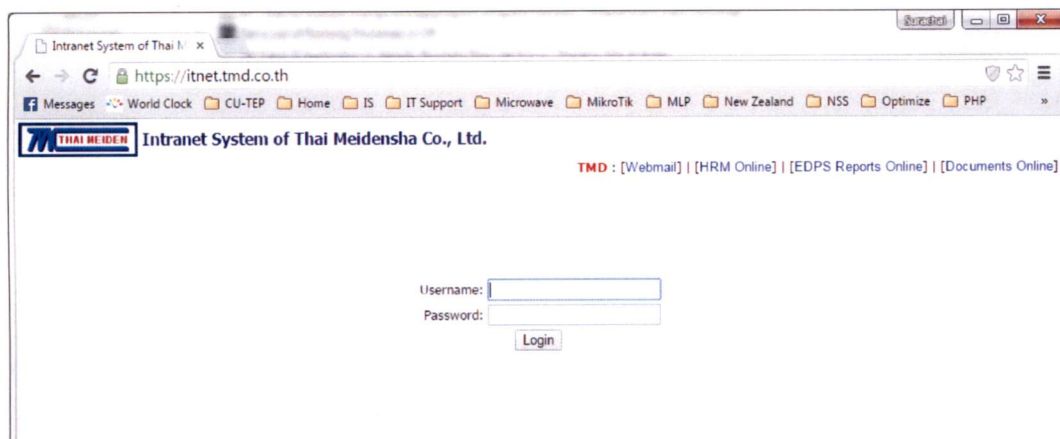 Intranet System of Thai M
https://itnet.tmd.co.th
Messages World Clock CU-TEP Home IS IT Support Microwave MikroTik MLP New Zealand NSS Optimize PHP »
THAI MEIDEN Intranet System of Thai Meidensha Co., Ltd.
TMD : [Webmail] | [HRM Online] | [EDPS Reports Online] | [Documents Online]
Username:
Password:
Login